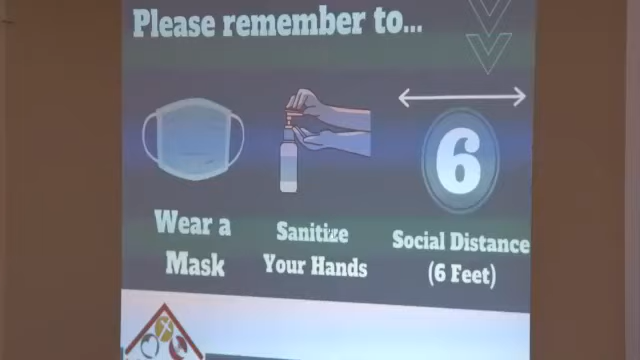 Please remember to...
6
Wear a
Mask
Sanitize
Your Hands
Social Distance
(6 Feet)